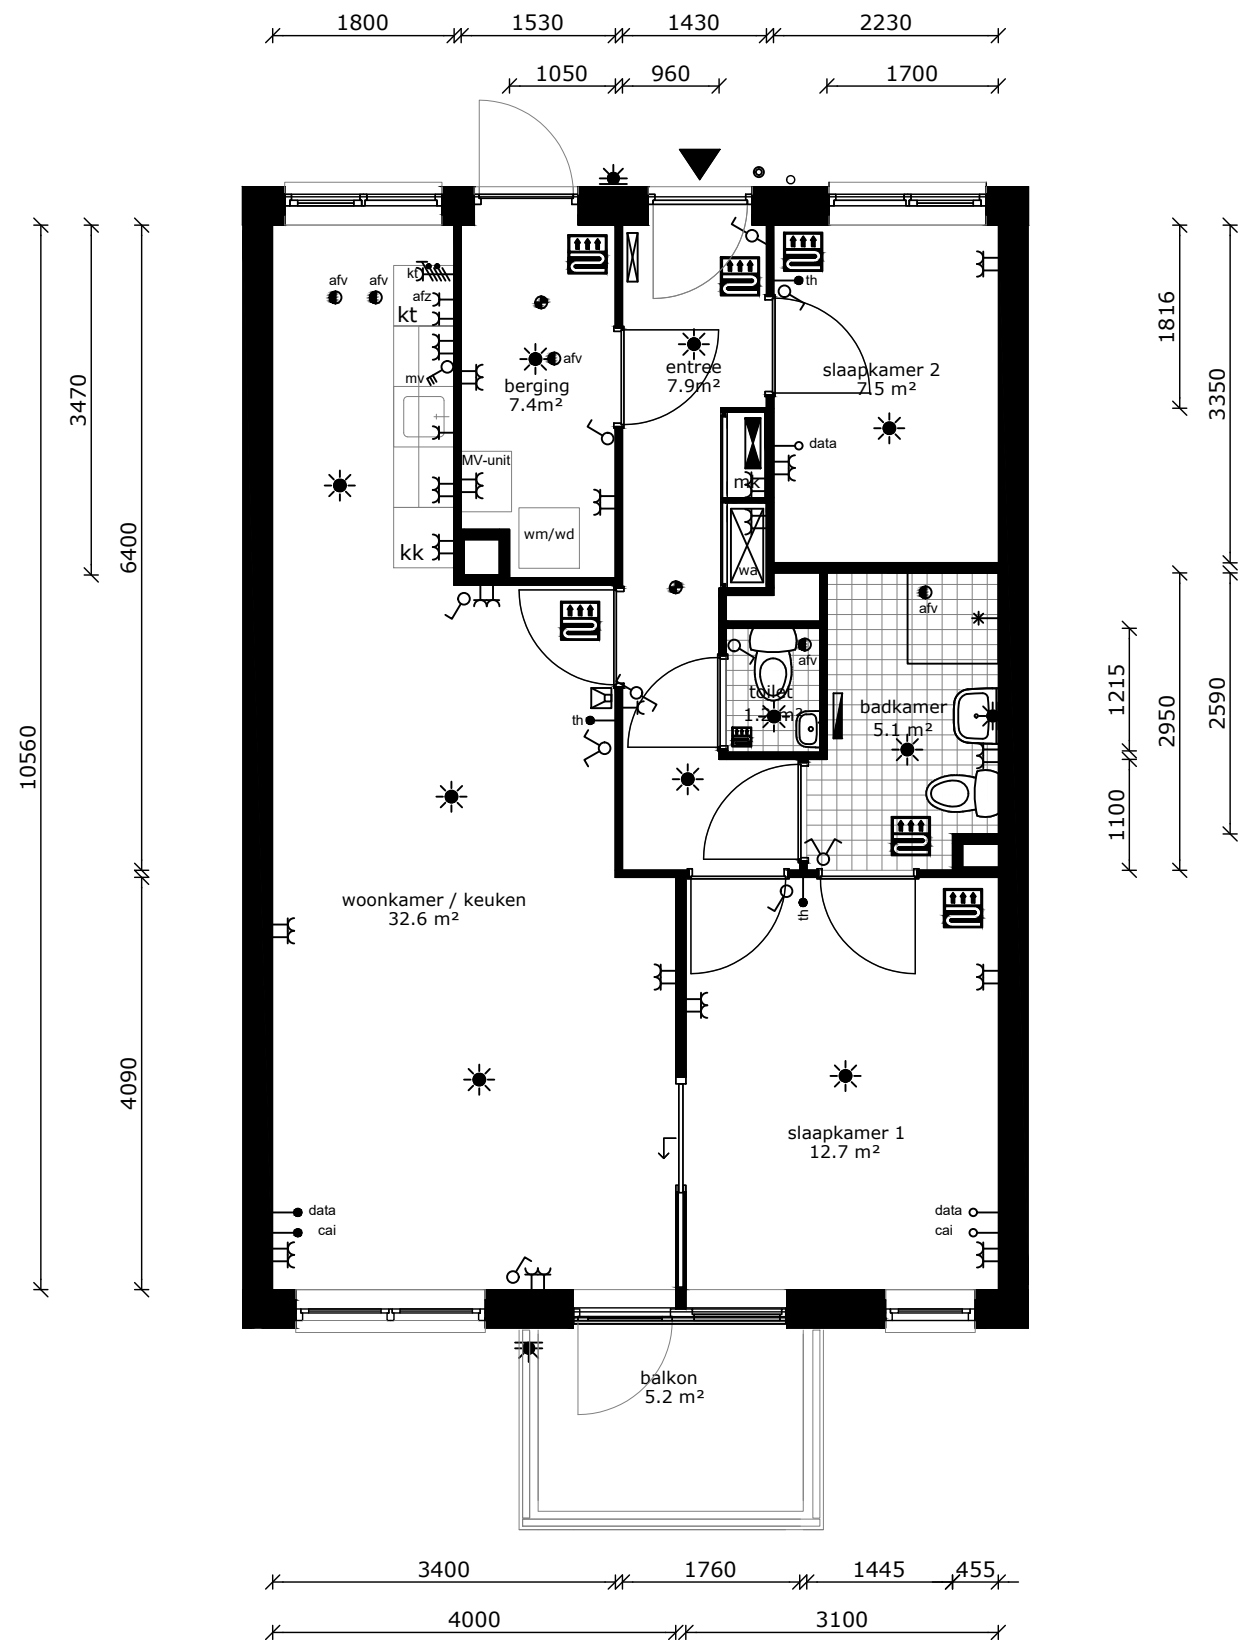 1800
1530
1430
2230
1050
960
1700
10560
3470
6400
4090
1816
3350
1215
1100
2950
2590
afv
afv
kt
afz
kt
mv
kk
afv
berging
7.4m²
MV-unit
wm/wd
entree
7.9m²
mk
wa
th
slaapkamer 2
7.5 m²
data
afv
toilet
1.2 m²
afv
badkamer
5.1 m²
th
th
woonkamer / keuken
32.6 m²
slaapkamer 1
12.7 m²
data
cai
data
cai
balkon
5.2 m²
3400
1760
1445
455
4000
3100